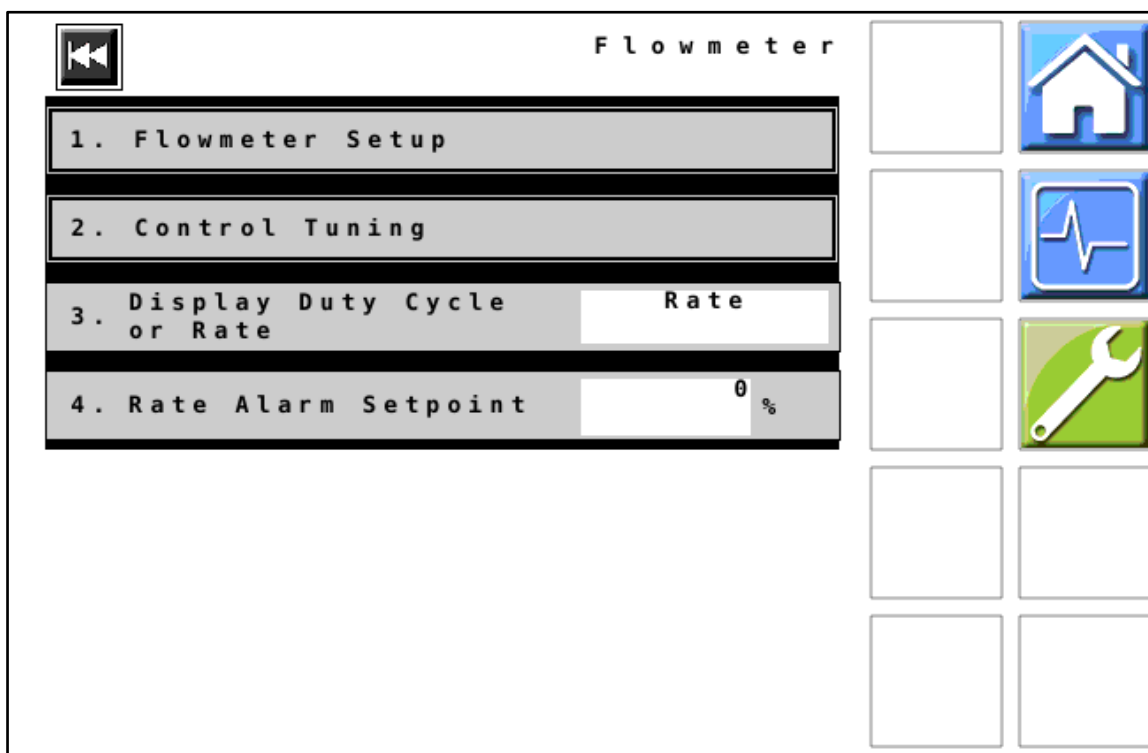 Flowmeter
1. Flowmeter Setup
2. Control Tuning
3. Display Duty Cycle
or Rate
Rate
4. Rate Alarm Setpoint
0 %